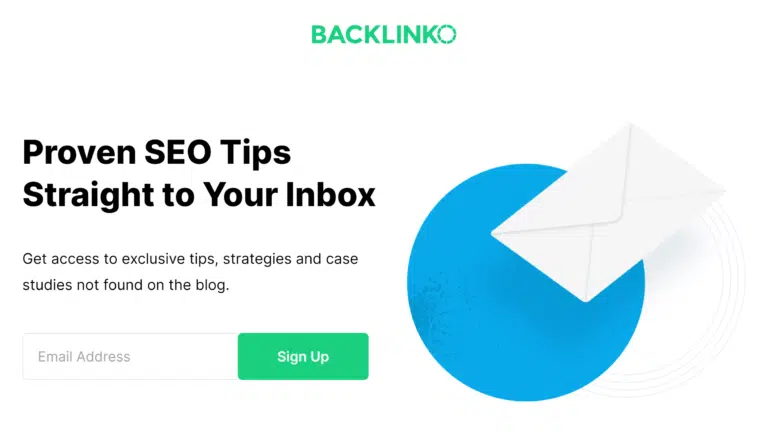 BACKLINKO
Proven SEO Tips
Straight to Your Inbox
Get access to exclusive tips, strategies and case
studies not found on the blog.
Email Address
Sign Up